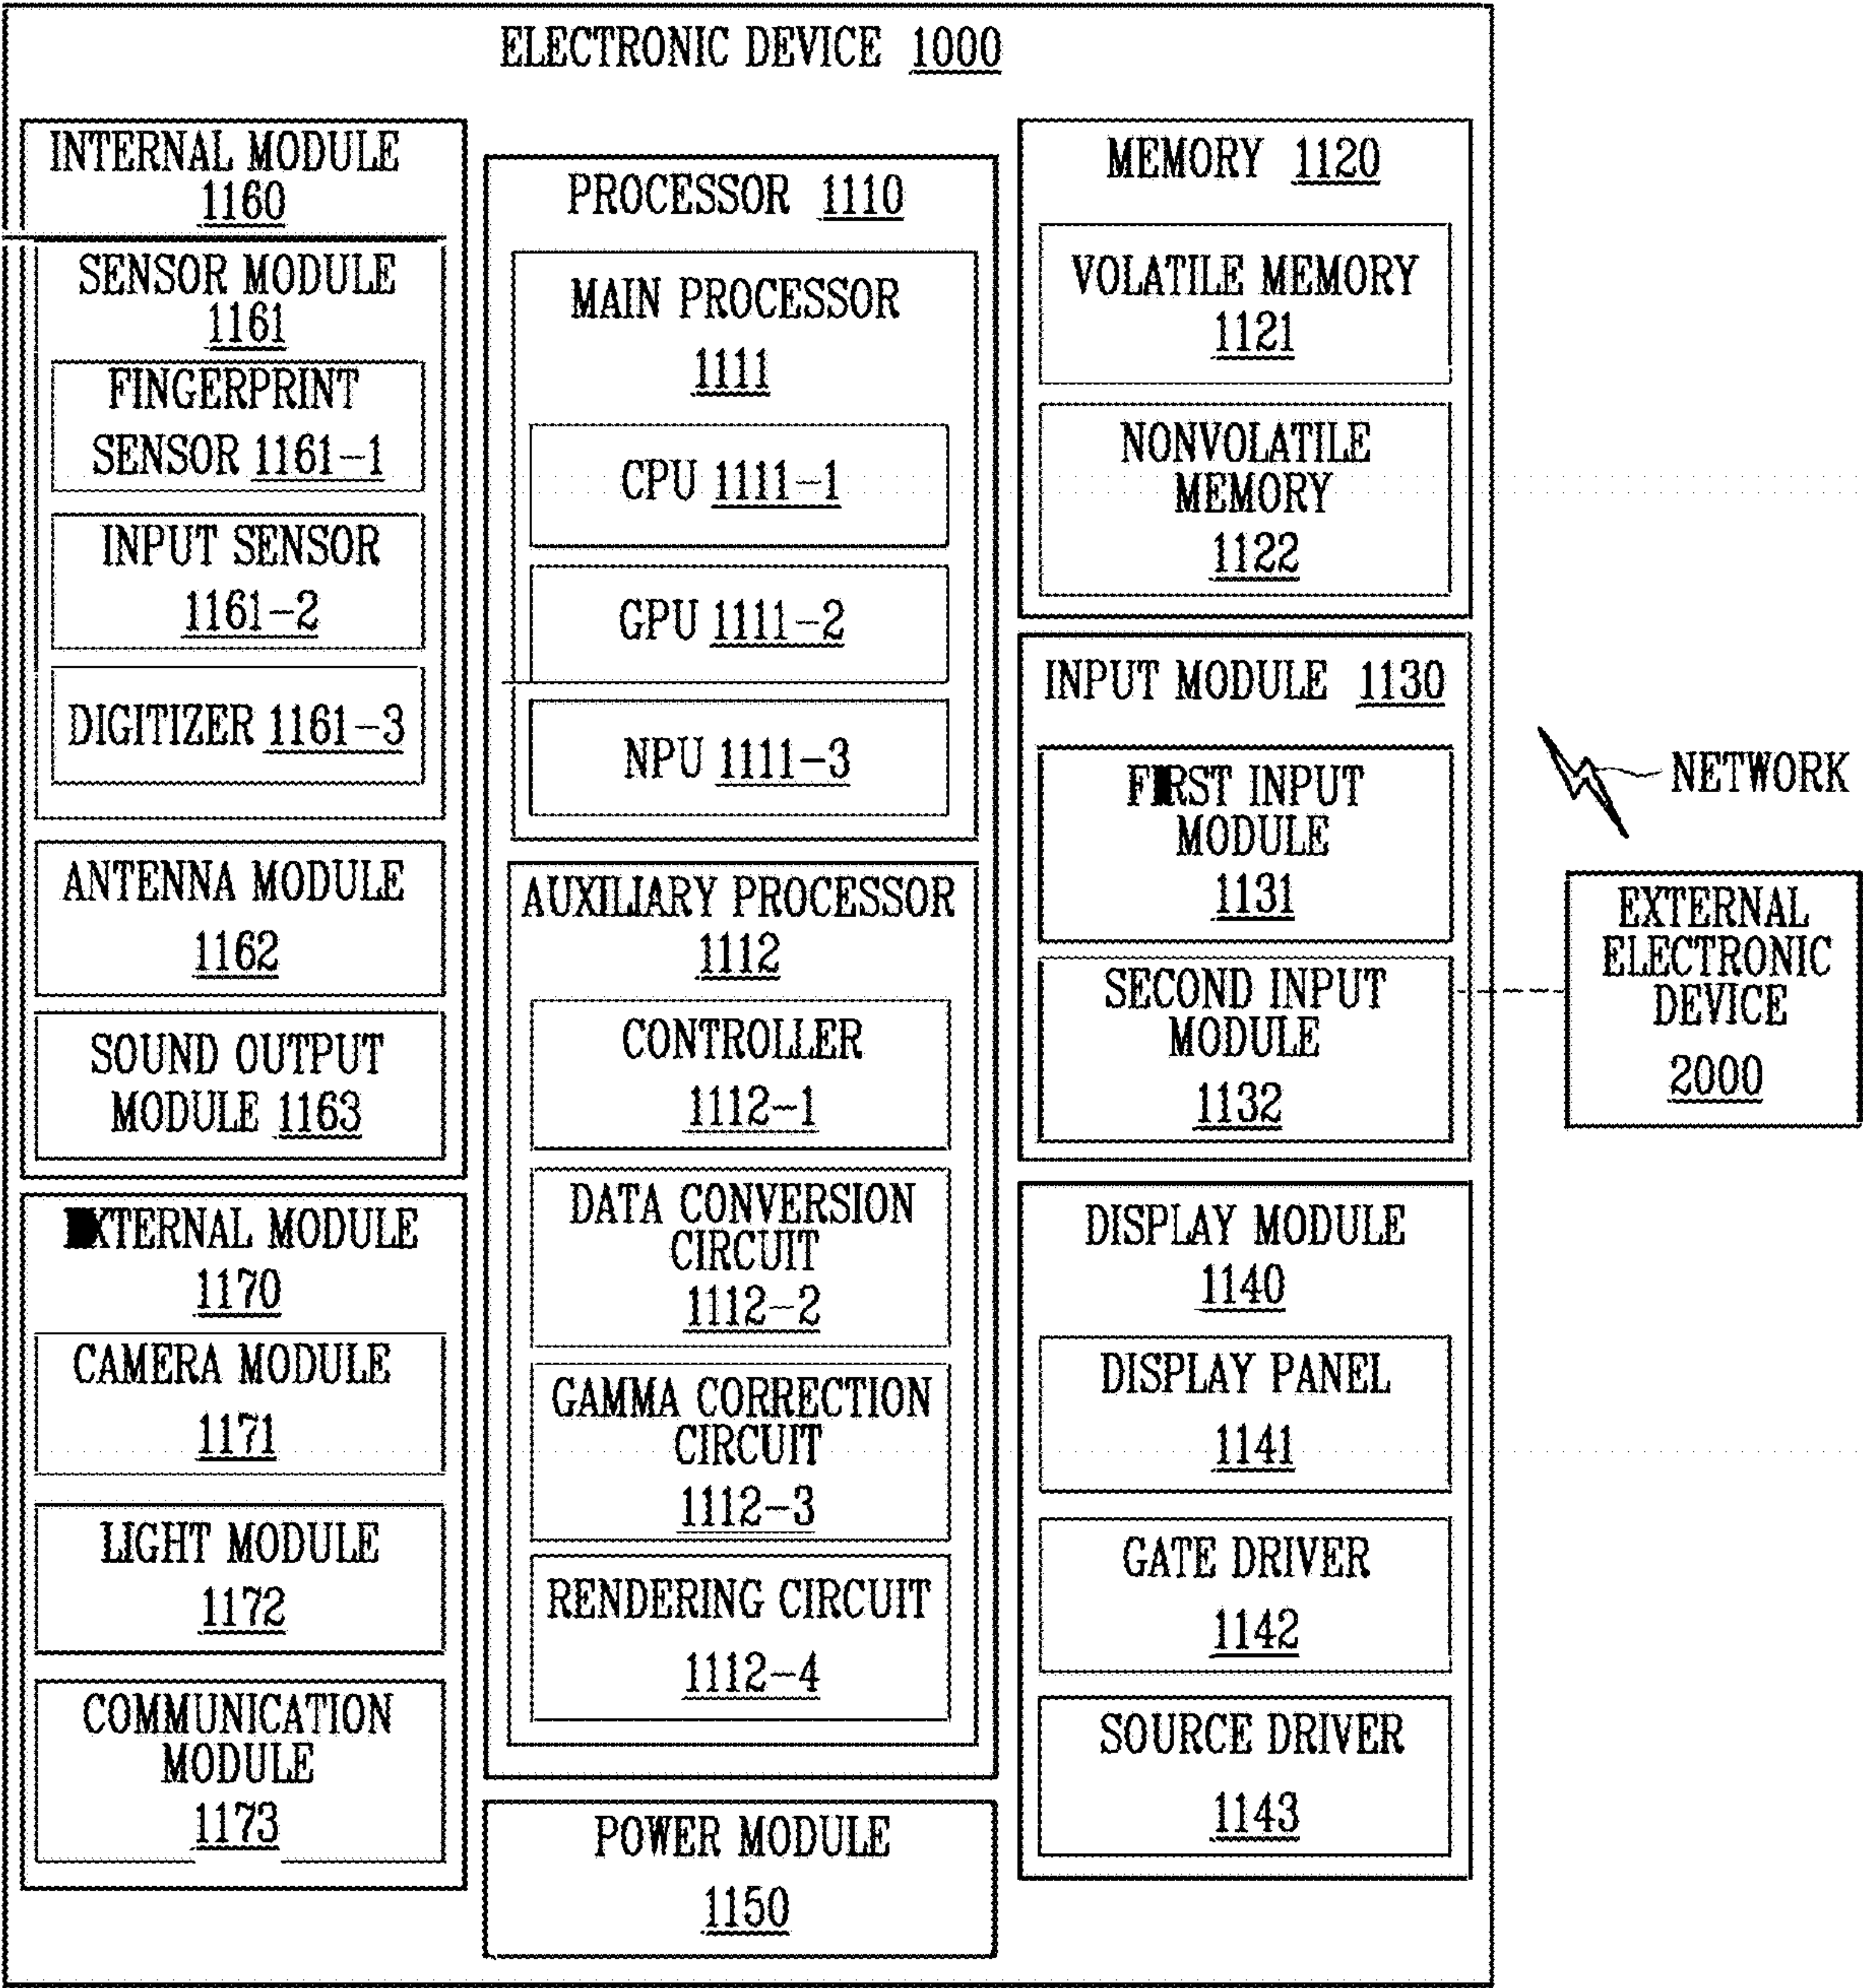 ELECTRONIC DEVICE 1000
INTERNAL MODULE
1160
SENSOR MODULE
1161
FINGERPRINT
SENSOR 1161-1
INPUT SENSOR
1161-2
DIGITIZER 1161-3
ANTENNA MODULE
1162
SOUND OUTPUT
MODULE 1163
EXTERNAL MODULE
1170
CAMERA MODULE
1171
LIGHT MODULE
1172
COMMUNICATION
MODULE
1173
PROCESSOR 1110
MAIN PROCESSOR
1111
CPU 1111-1
GPU 1111-2
NPU 1111-3
AUXILIARY PROCESSOR
1112
CONTROLLER
1112-1
DATA CONVERSION
CIRCUIT
1112-2
GAMMA CORRECTION
CIRCUIT
1112-3
RENDERING CIRCUIT
1112-4
POWER MODULE
1150
MEMORY 1120
VOLATILE MEMORY
1121
NONVOLATILE
MEMORY
1122
INPUT MODULE 1130
FIRST INPUT
MODULE
1131
SECOND INPUT
MODULE
1132
DISPLAY MODULE
1140
DISPLAY PANEL
1141
GATE DRIVER
1142
SOURCE DRIVER
1143
NETWORK
EXTERNAL
ELECTRONIC
DEVICE
2000